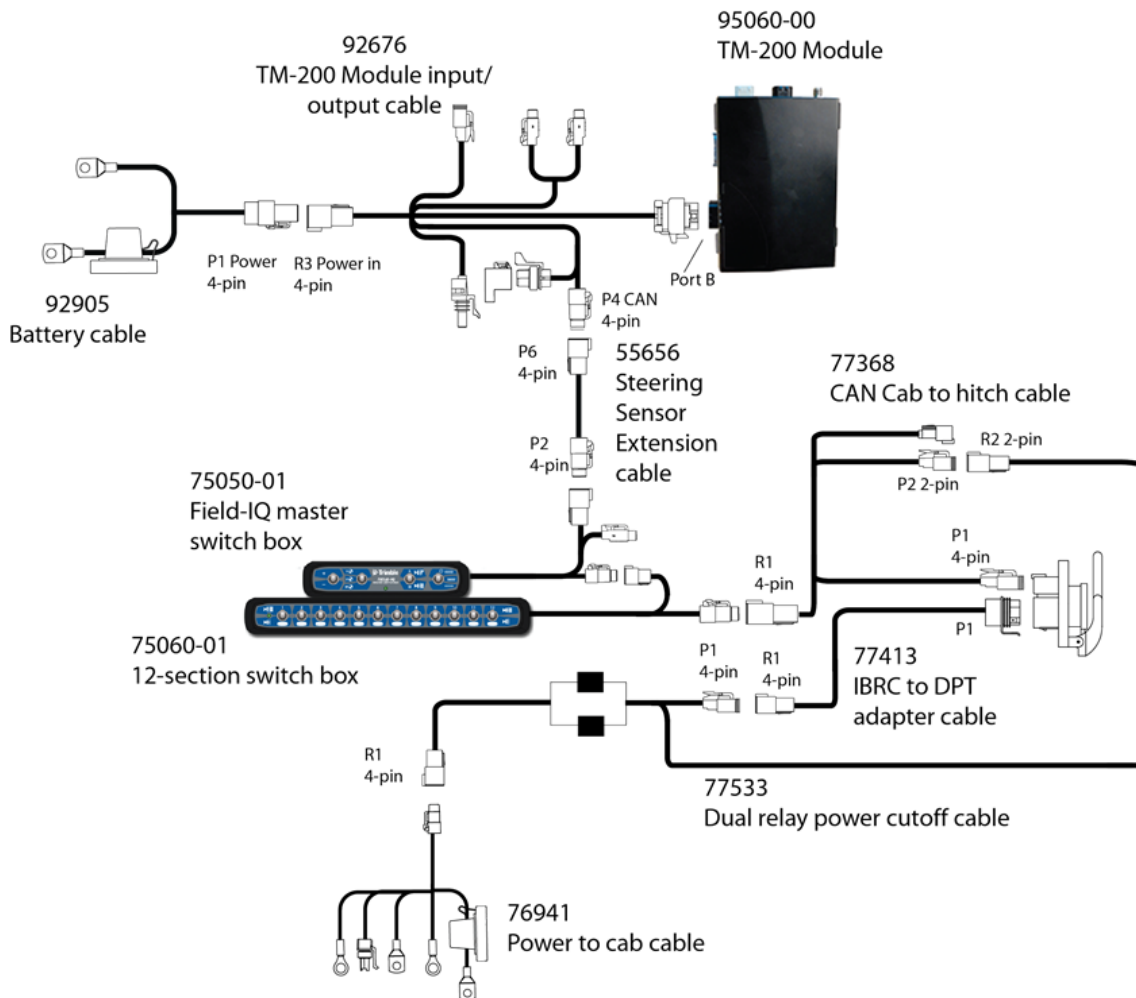 95060-00
TM-200 Module
92676
TM-200 Module input/
output cable
P1 Power
4-pin
R3 Power in
4-pin
Port B
92905
Battery cable
P4 CAN
4-pin
P6
4-pin
55656
Steering
Sensor
Extension
cable
77368
CAN Cab to hitch cable
P2
4-pin
R2 2-pin
P2 2-pin
75050-01
Field-IQ master
switch box
P1
4-pin
R1
4-pin
Trimble
75060-01
12-section switch box
P1
P1
4-pin
R1
4-pin
77413
IBRC to DPT
adapter cable
R1
4-pin
77533
Dual relay power cutoff cable
76941
Power to cab cable